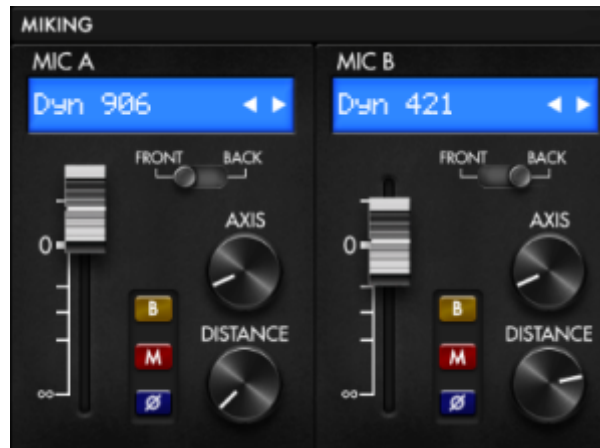 MIKING
MIC A
Dyn 906
FRONT BACK
AXIS
0
B
DISTANCE
M
∞
Ø
MIC B
Dyn 421
FRONT BACK
AXIS
0
B
DISTANCE
M
∞
Ø